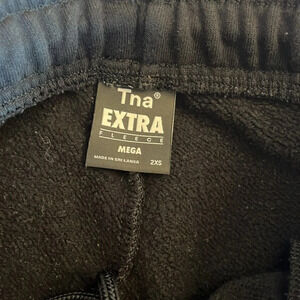 Tna®
EXTRA
FLEECE
MEGA
MADE IN SRI LANKA 2XS